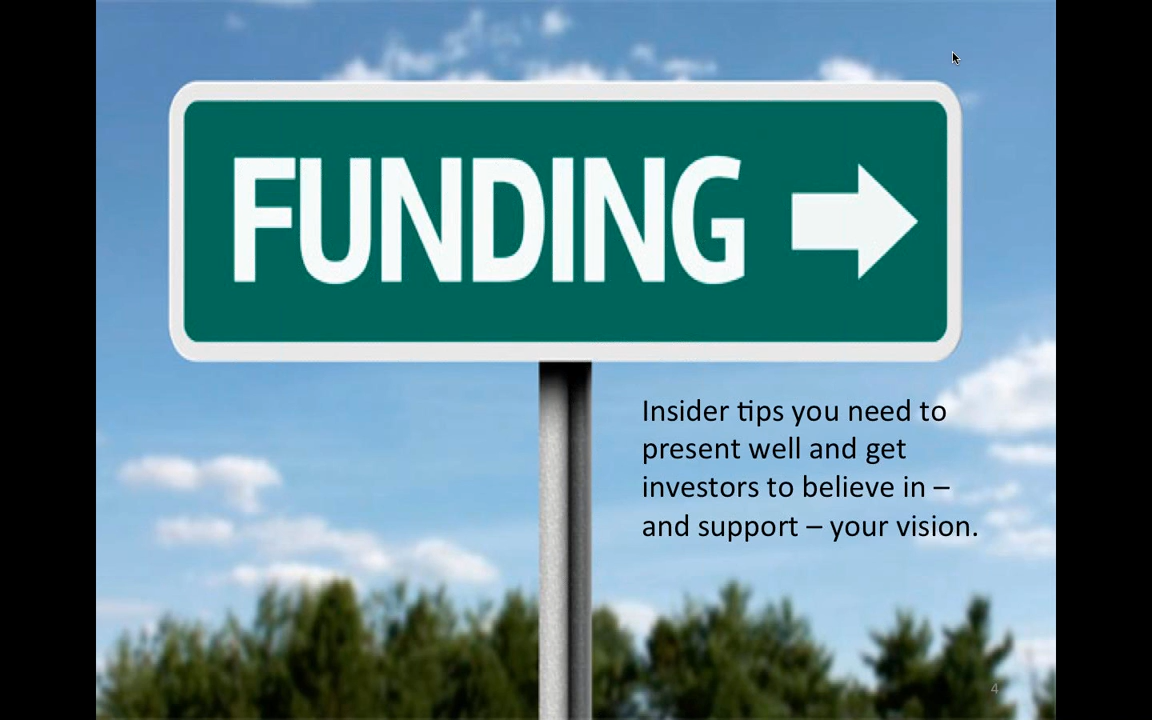 FUNDING
Insider tips you need to
present well and get
investors to believe in –
and support – your vision.
4